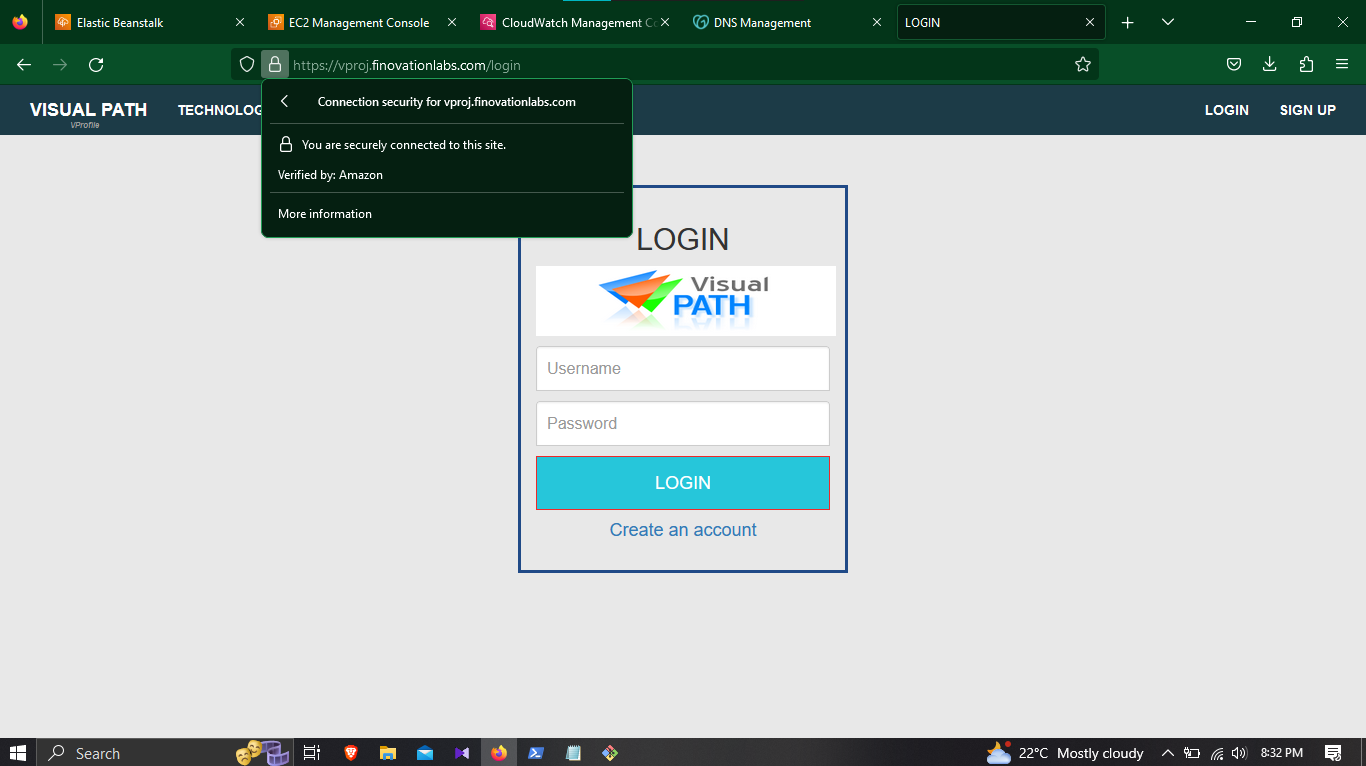 Elastic Beanstalk
EC2 Management Console
CloudWatch Management Co
DNS Management
LOGIN
https://vproj.finovationlabs.com/login
VISUAL PATH
VProfile
TECHNOLOG
LOGIN
SIGN UP
Connection security for vproj.finovationlabs.com
You are securely connected to this site.
Verified by: Amazon
More information
LOGIN
Visual
PATH
Username
Password
LOGIN
Create an account
Search
22°C Mostly cloudy
8:32 PM